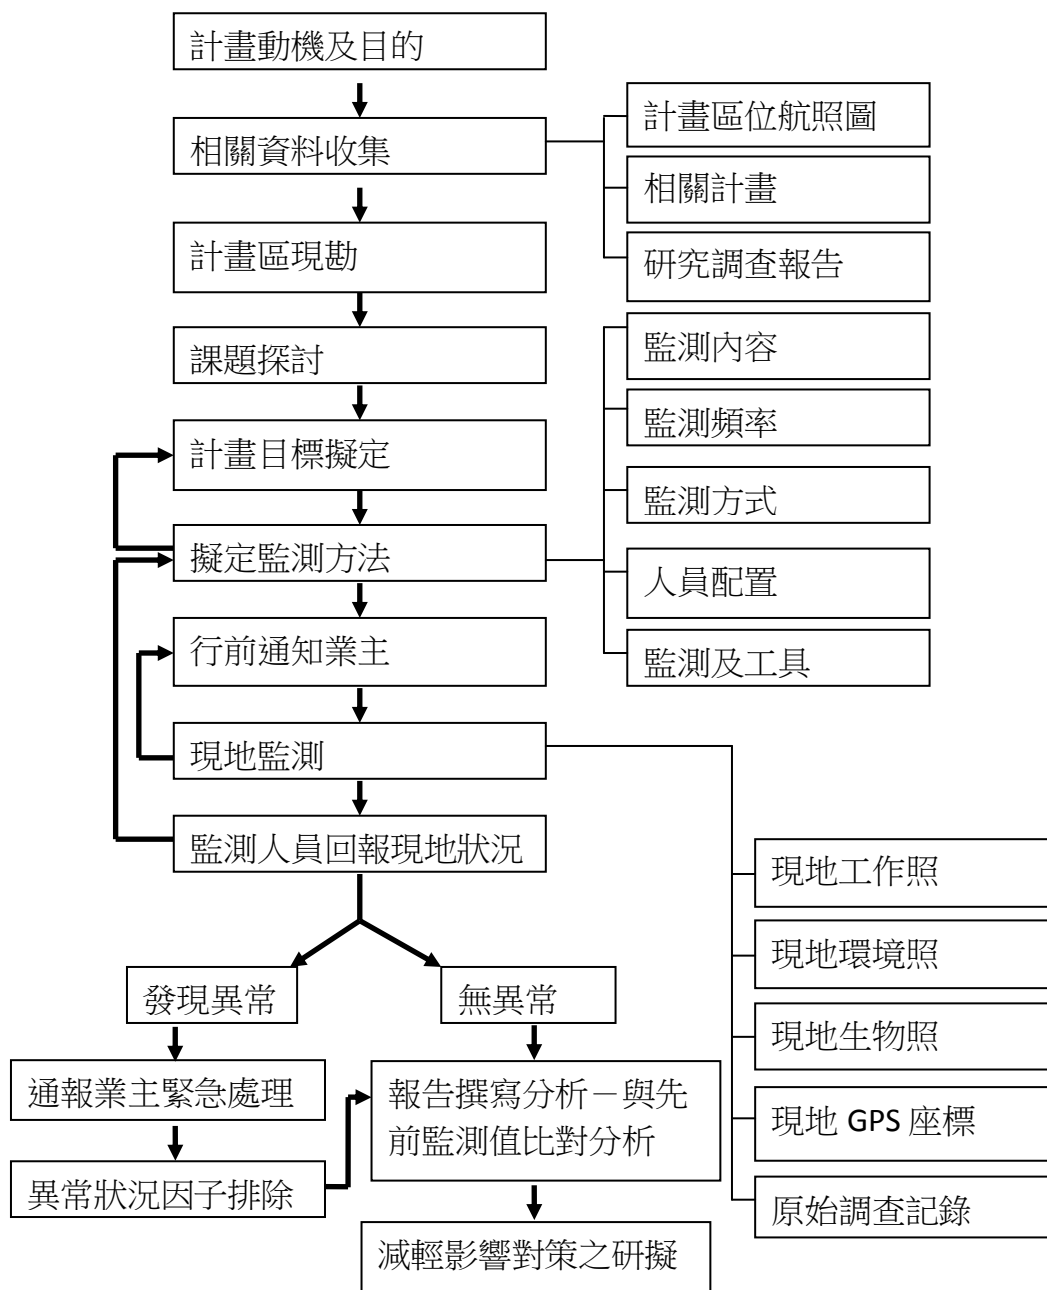 計畫動機及目的
相關資料收集
計畫區位航照圖
相關計畫
研究調查報告
計畫區現勘
課題探討
計畫目標擬定
擬定監測方法
監測內容
監測頻率
監測方式
人員配置
監測及工具
行前通知業主
現地監測
監測人員回報現地狀況
現地工作照
現地環境照
現地生物照
現地 GPS 座標
原始調查記錄
發現異常
無異常
通報業主緊急處理
異常狀況因子排除
報告撰寫分析－與先
前監測值比對分析
減輕影響對策之研擬